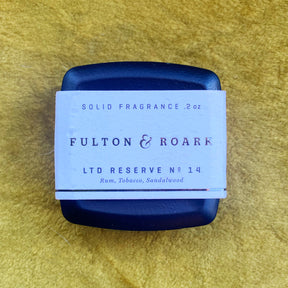 SOLID FRAGRANCE .2 oz
FULTON & ROARK
LTD RESERVE Nº 14
Rum, Tobacco, Sandalwood